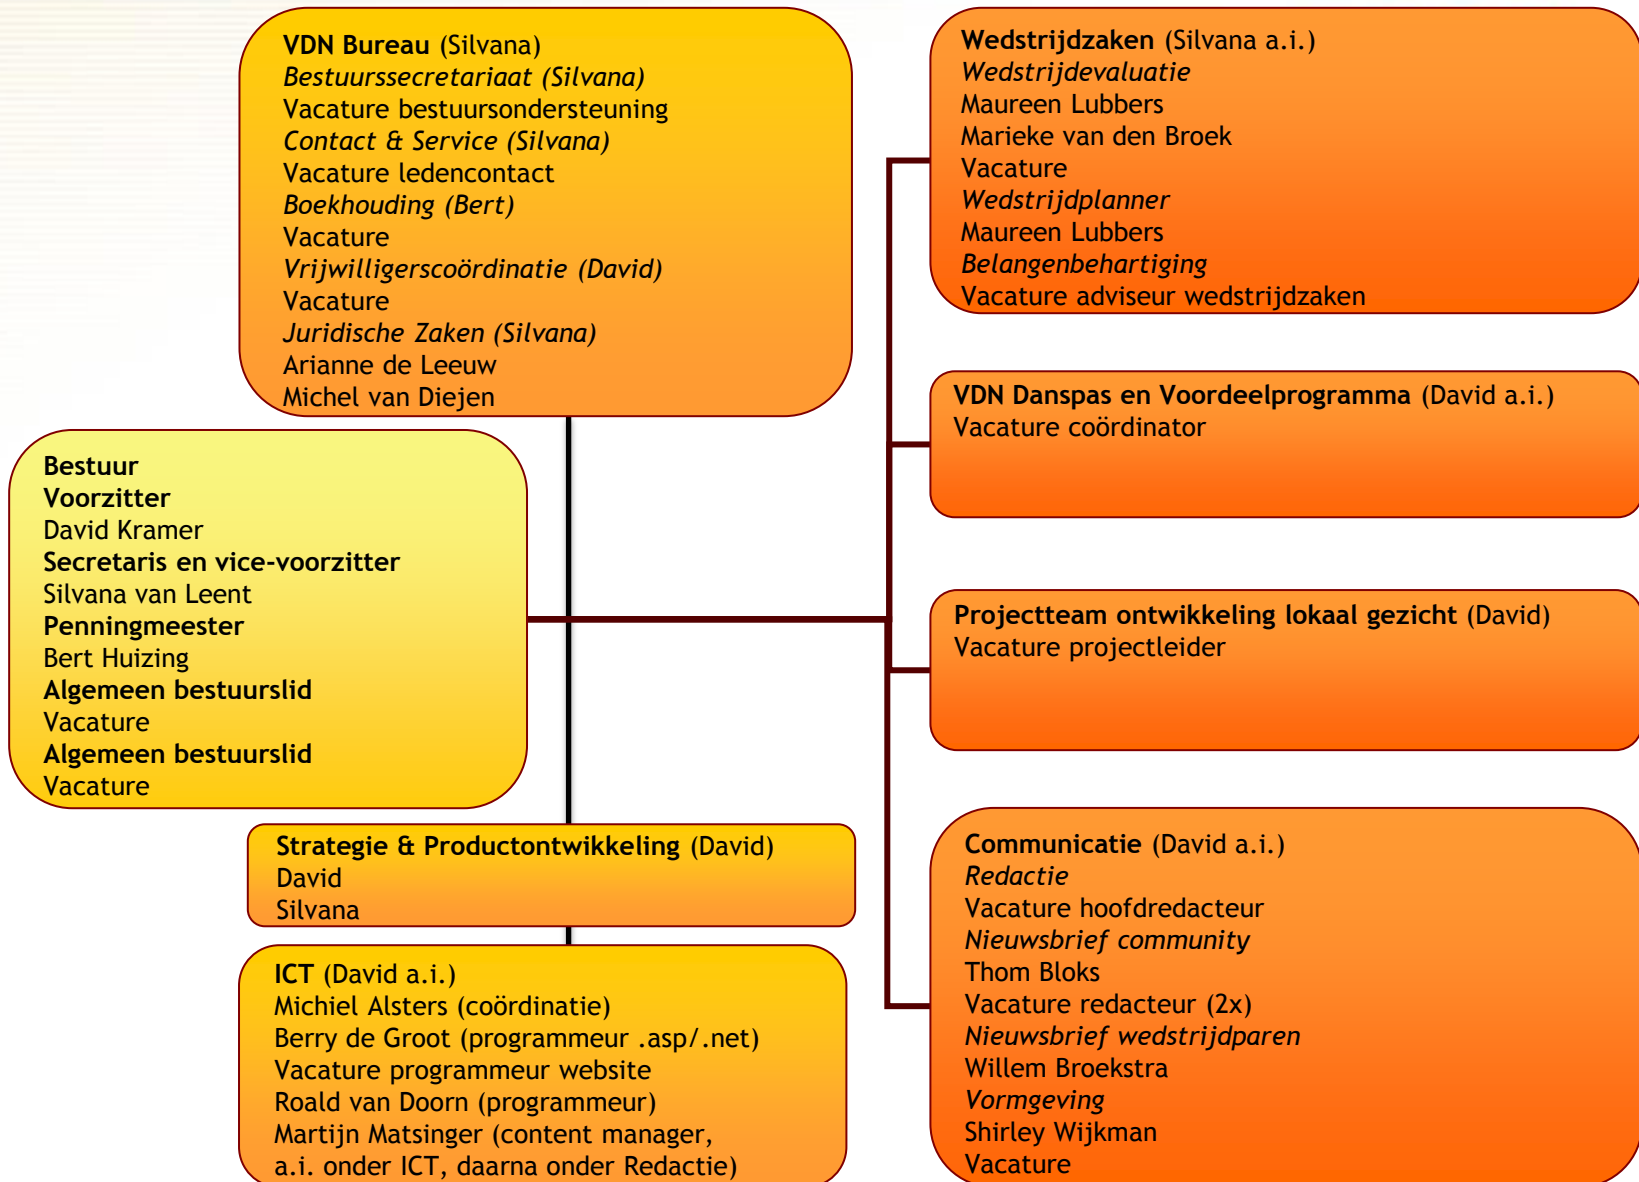 VDN Bureau (Silvana)
Bestuurssecretariaat (Silvana)
Vacature bestuursondersteuning
Contact & Service (Silvana)
Vacature ledencontact
Boekhouding (Bert)
Vacature
Vrijwilligerscoördinatie (David)
Vacature
Juridische Zaken (Silvana)
Arianne de Leeuw
Michel van Diejen
Bestuur
Voorzitter
David Kramer
Secretaris en vice-voorzitter
Silvana van Leent
Penningmeester
Bert Huizing
Algemeen bestuurslid
Vacature
Algemeen bestuurslid
Vacature
Strategie & Productontwikkeling (David)
David
Silvana
ICT (David a.i.)
Michiel Alsters (coördinatie)
Berry de Groot (programmeur .asp/.net)
Vacature programmeur website
Roald van Doorn (programmeur)
Martijn Matsinger (content manager,
a.i. onder ICT, daarna onder Redactie)
Wedstrijdzaken (Silvana a.i.)
Wedstrijdevaluatie
Maureen Lubbers
Marieke van den Broek
Vacature
Wedstrijdplanner
Maureen Lubbers
Belangenbehartiging
Vacature adviseur wedstrijdzaken
VDN Danspas en Voordeelprogramma (David a.i.)
Vacature coördinator
Projectteam ontwikkeling lokaal gezicht (David)
Vacature projectleider
Communicatie (David a.i.)
Redactie
Vacature hoofdredacteur
Nieuwsbrief community
Thom Bloks
Vacature redacteur (2x)
Nieuwsbrief wedstrijdparen
Willem Broekstra
Vormgeving
Shirley Wijkman
Vacature